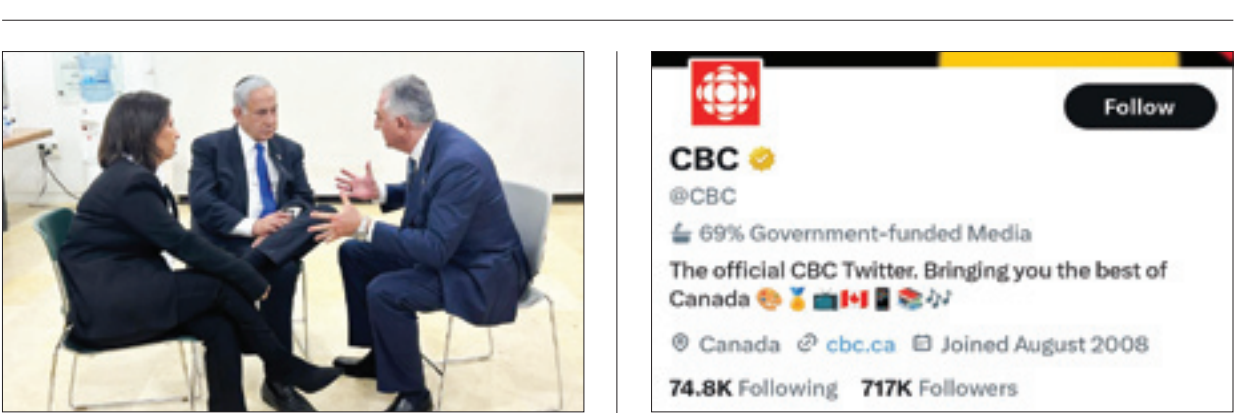 Follow
CBC
@CBC
69% Government-funded Media
The official CBC Twitter. Bringing you the best of
Canada 🎨🏅📺🇨🇦📱📚🎶
Canada cbc.ca Joined August 2008
74.8K Following 717K Followers